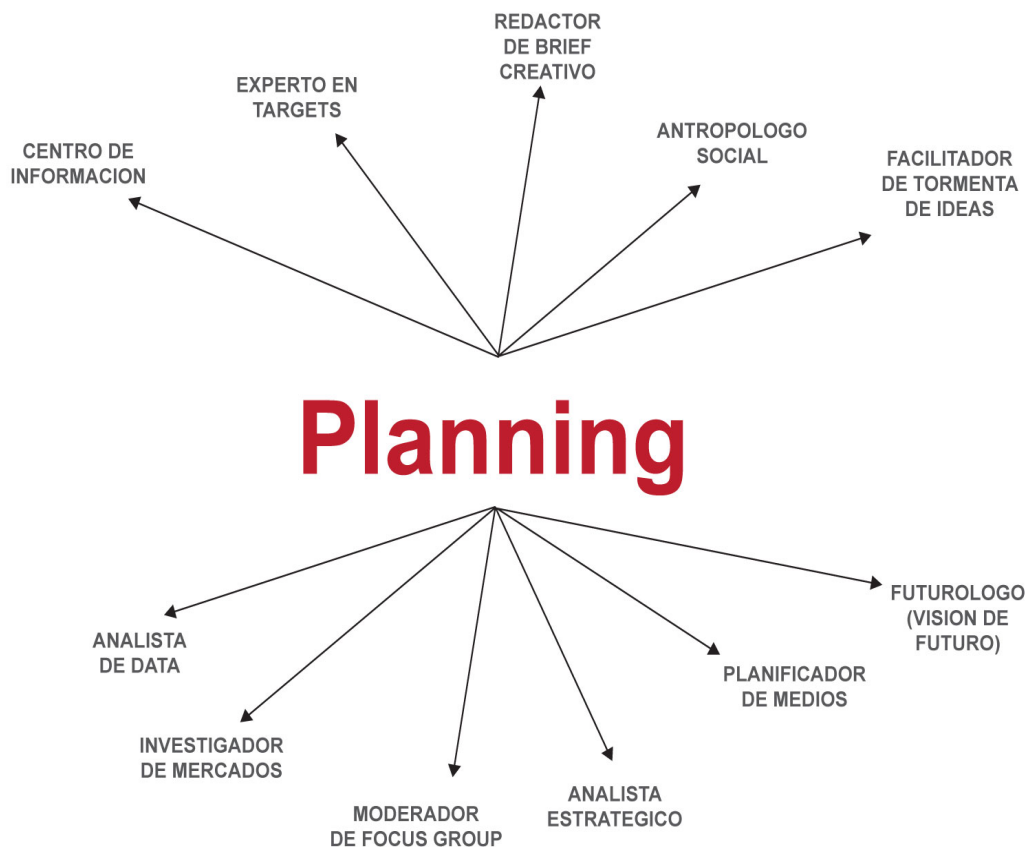 REDACTOR
DE BRIEF
CREATIVO
EXPERTO EN
TARGETS
ANTROPOLOGO
SOCIAL
CENTRO DE
INFORMACION
FACILITADOR
DE TORMENTA
DE IDEAS
Planning
ANALISTA
DE DATA
FUTUROLOGO
(VISION DE
FUTURO)
PLANIFICADOR
DE MEDIOS
INVESTIGADOR
DE MERCADOS
MODERADOR
DE FOCUS GROUP
ANALISTA
ESTRATEGICO